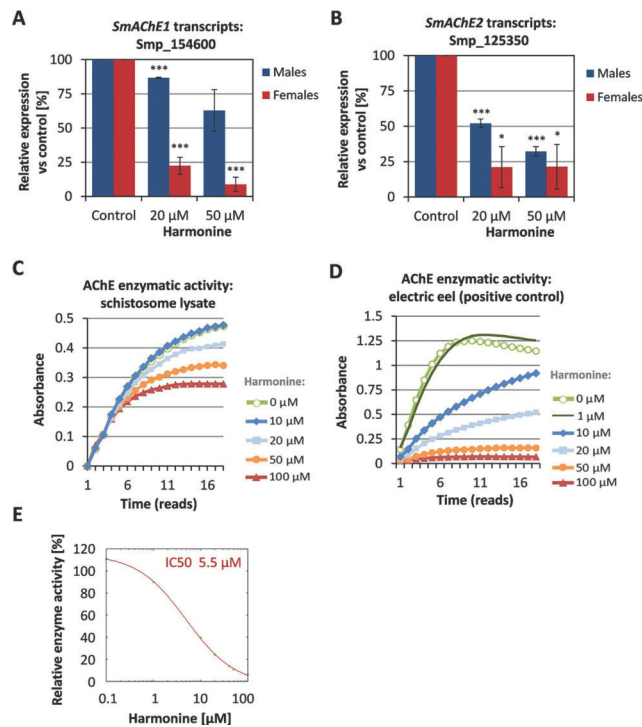 A
SmAChE1 transcripts:
Smp_154600
Relative expression
vs control [%]
100
75
50
25
0
***
***
***
Males
Females
Control
20 µM
50 µM
Harmonine
B
SmAChE2 transcripts:
Smp_125350
Relative expression
vs control [%]
100
75
50
25
0
***
*
***
*
Males
Females
Control
20 µM
50 µM
Harmonine
C
AChE enzymatic activity:
schistosome lysate
Absorbance
0.5
0.4
0.3
0.2
0.1
0
1
6
11
16
Time (reads)
Harmonine:
0 µM
10 µM
20 µM
50 µM
100 µM
D
AChE enzymatic activity:
electric eel (positive control)
Absorbance
1.5
1.25
1
0.75
0.5
0.25
0
1
6
11
16
Time (reads)
Harmonine:
0 µM
1 µM
10 µM
20 µM
50 µM
100 µM
E
Relative enzyme activity [%]
120
100
80
60
40
20
0
IC50 5.5 µM
0.1
1
10
100
Harmonine [µM]